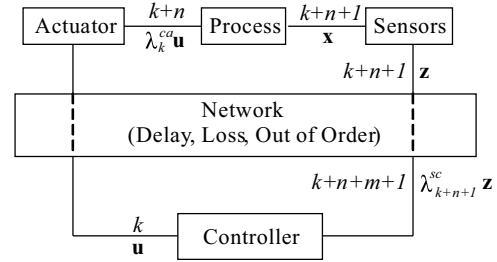 Actuator k+n Process k+n+1 Sensors
λ_k^{ca} u x
k+n+1 z
Network
(Delay, Loss, Out of Order)
k+n+m+1 λ_{k+n+1}^{sc} z
k
u
Controller